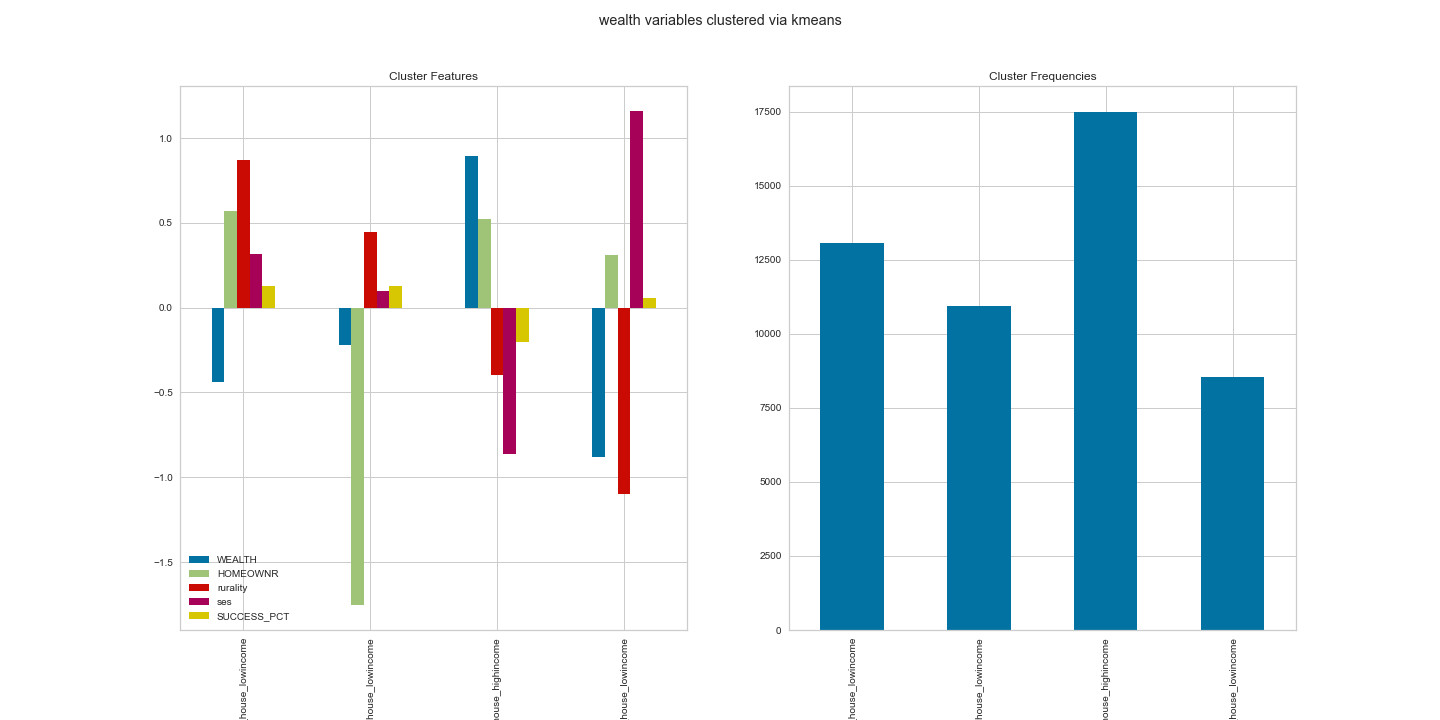 wealth variables clustered via kmeans
Cluster Features
1.0
0.5
0.0
−0.5
−1.0
−1.5
WEALTH
HOMEOWNR
rurality
ses
SUCCESS_PCT
_house_lowincome
house_lowincome
house_highincome
house_lowincome
Cluster Frequencies
17500
15000
12500
10000
7500
5000
2500
0
house_lowincome
house_lowincome
house_highincome
house_lowincome